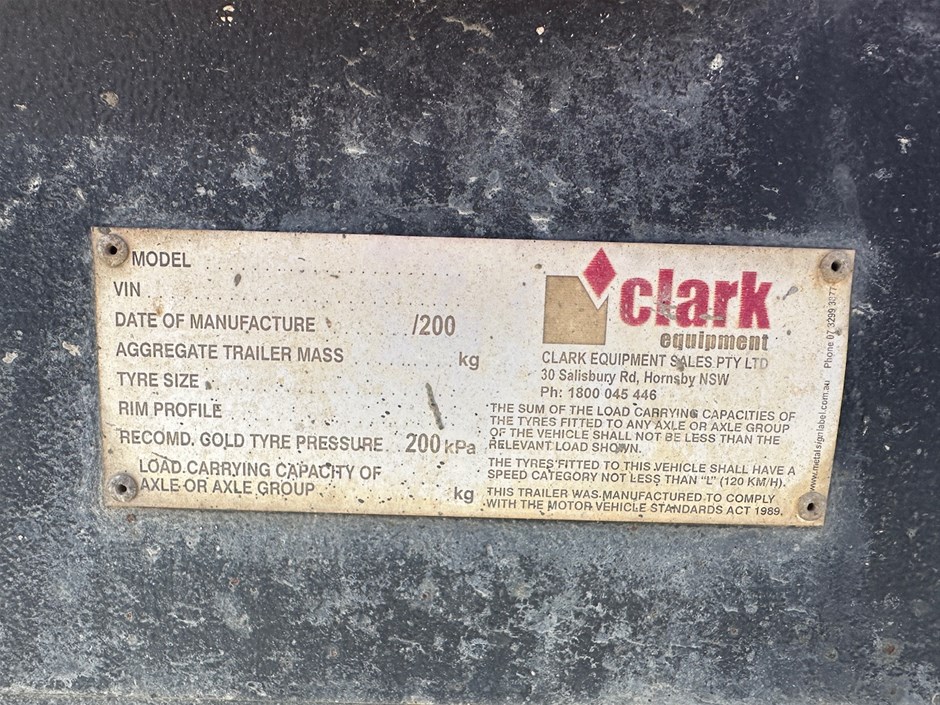 MODEL
VIN
DATE OF MANUFACTURE /200
AGGREGATE TRAILER MASS kg
TYRE SIZE
RIM PROFILE
RECOMD. GOLD TYRE PRESSURE 200 kPa
LOAD CARRYING CAPACITY OF
AXLE OR AXLE GROUP kg
clark
equipment
CLARK EQUIPMENT SALES PTY LTD
30 Salisbury Rd, Hornsby NSW
Ph: 1800 045 446
THE SUM OF THE LOAD CARRYING CAPACITIES OF
THE TYRES FITTED TO ANY AXLE OR AXLE GROUP
OF THE VEHICLE SHALL NOT BE LESS THAN THE
RELEVANT LOAD SHOWN.
THE TYRES FITTED TO THIS VEHICLE SHALL HAVE A
SPEED CATEGORY NOT LESS THAN "L" (120 KM/H).
THIS TRAILER WAS MANUFACTURED TO COMPLY
WITH THE MOTOR VEHICLE STANDARDS ACT 1989.
www.metalsignlabel.com.au Phone 07 3299